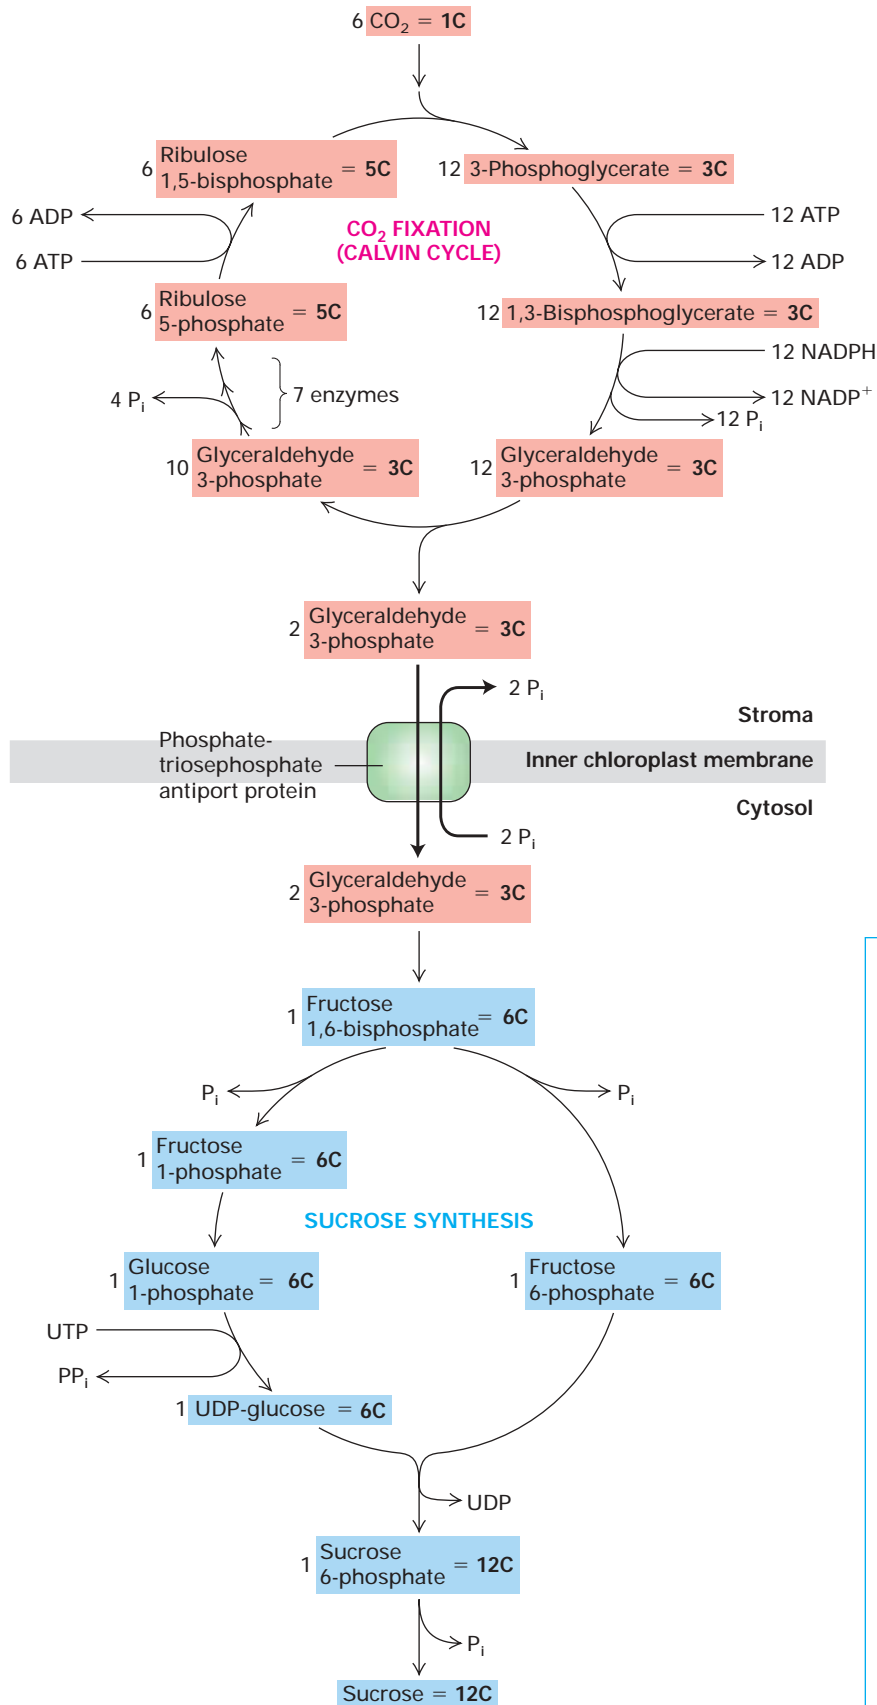 6 CO₂ = 1C
6 Ribulose
1,5-bisphosphate = 5C
12 3-Phosphoglycerate = 3C
6 ADP
6 ATP
CO₂ FIXATION
(CALVIN CYCLE)
12 ATP
12 ADP
6 Ribulose
5-phosphate = 5C
12 1,3-Bisphosphoglycerate = 3C
12 NADPH
12 NADP⁺
12 Pᵢ
4 Pᵢ
7 enzymes
10 Glyceraldehyde
3-phosphate = 3C
12 Glyceraldehyde
3-phosphate = 3C
2 Glyceraldehyde
3-phosphate = 3C
2 Pᵢ
Stroma
Phosphate-
triosephosphate
antiport protein
Inner chloroplast membrane
Cytosol
2 Pᵢ
2 Glyceraldehyde
3-phosphate = 3C
1 Fructose
1,6-bisphosphate = 6C
Pᵢ
Pᵢ
1 Fructose
1-phosphate = 6C
SUCROSE SYNTHESIS
1 Glucose
1-phosphate = 6C
1 Fructose
6-phosphate = 6C
UTP
PPᵢ
1 UDP-glucose = 6C
UDP
1 Sucrose
6-phosphate = 12C
Pᵢ
Sucrose = 12C